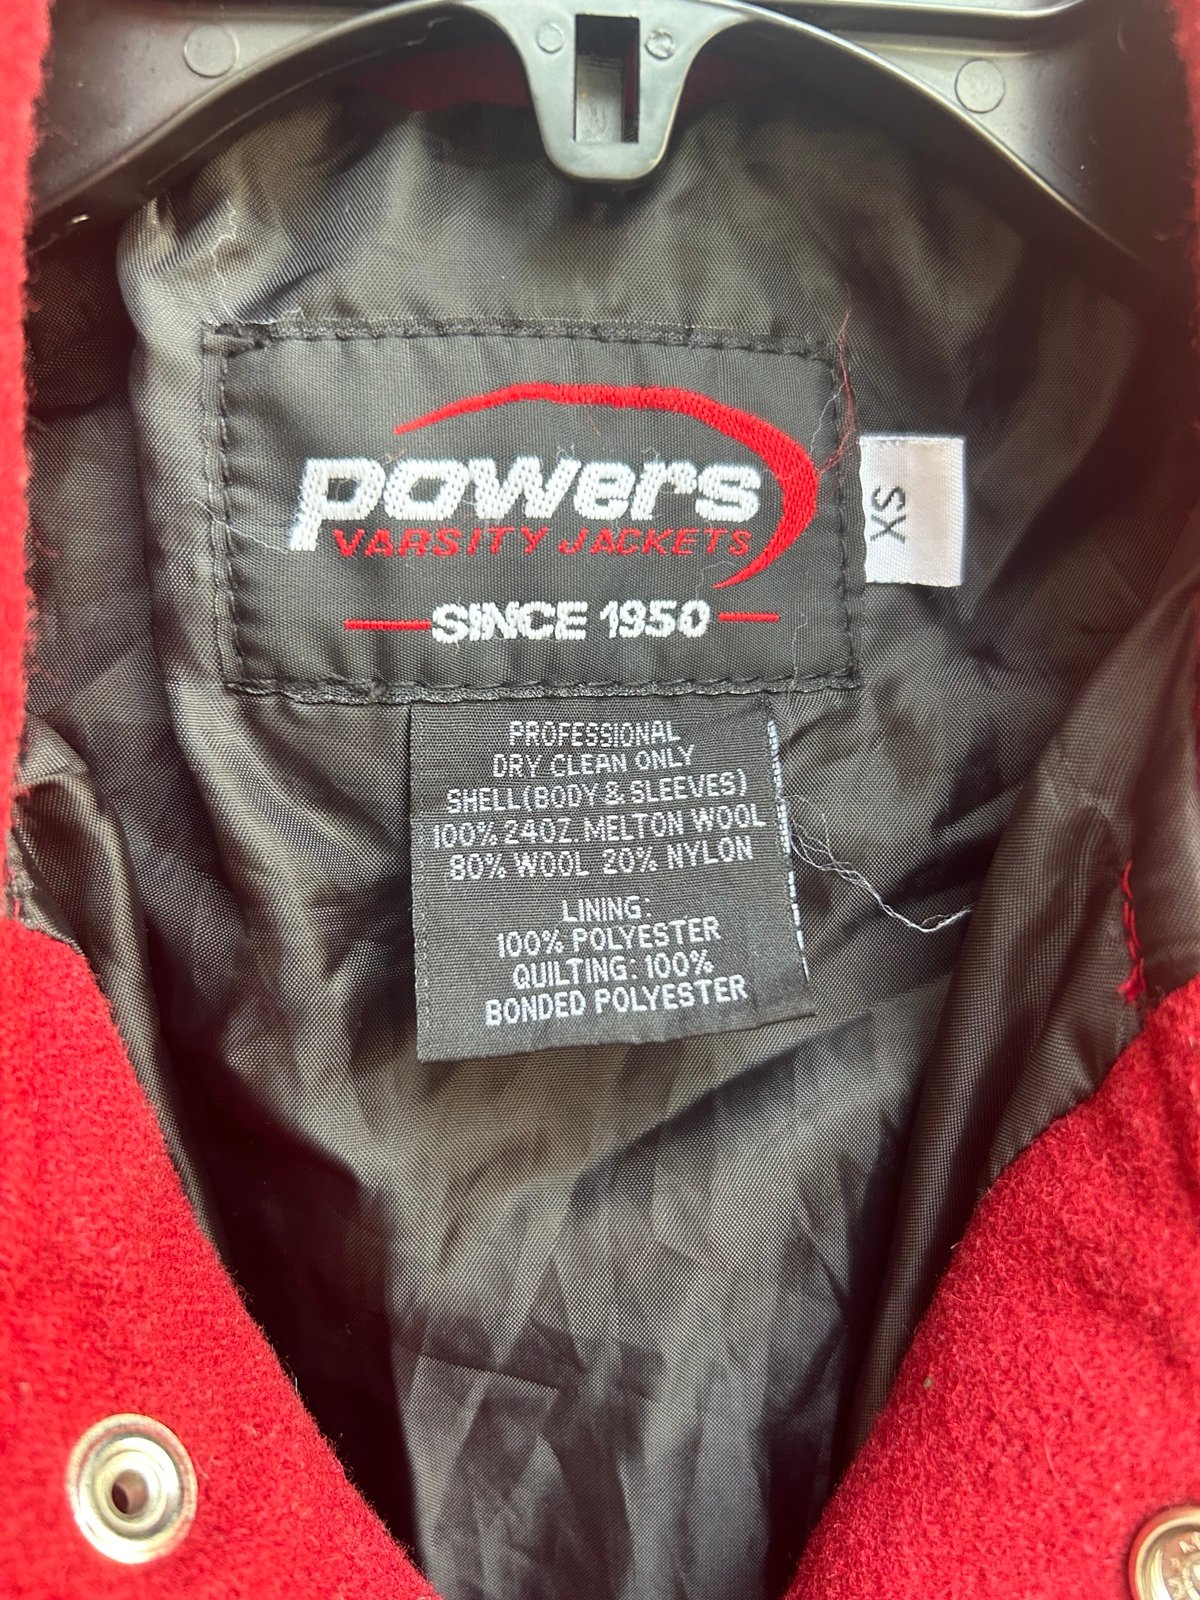 powers
VARSITY JACKETS
SINCE 1950
XS
PROFESSIONAL
DRY CLEAN ONLY
SHELL(BODY & SLEEVES)
100% 24OZ. MELTON WOOL
80% WOOL 20% NYLON
LINING:
100% POLYESTER
QUILTING: 100%
BONDED POLYESTER